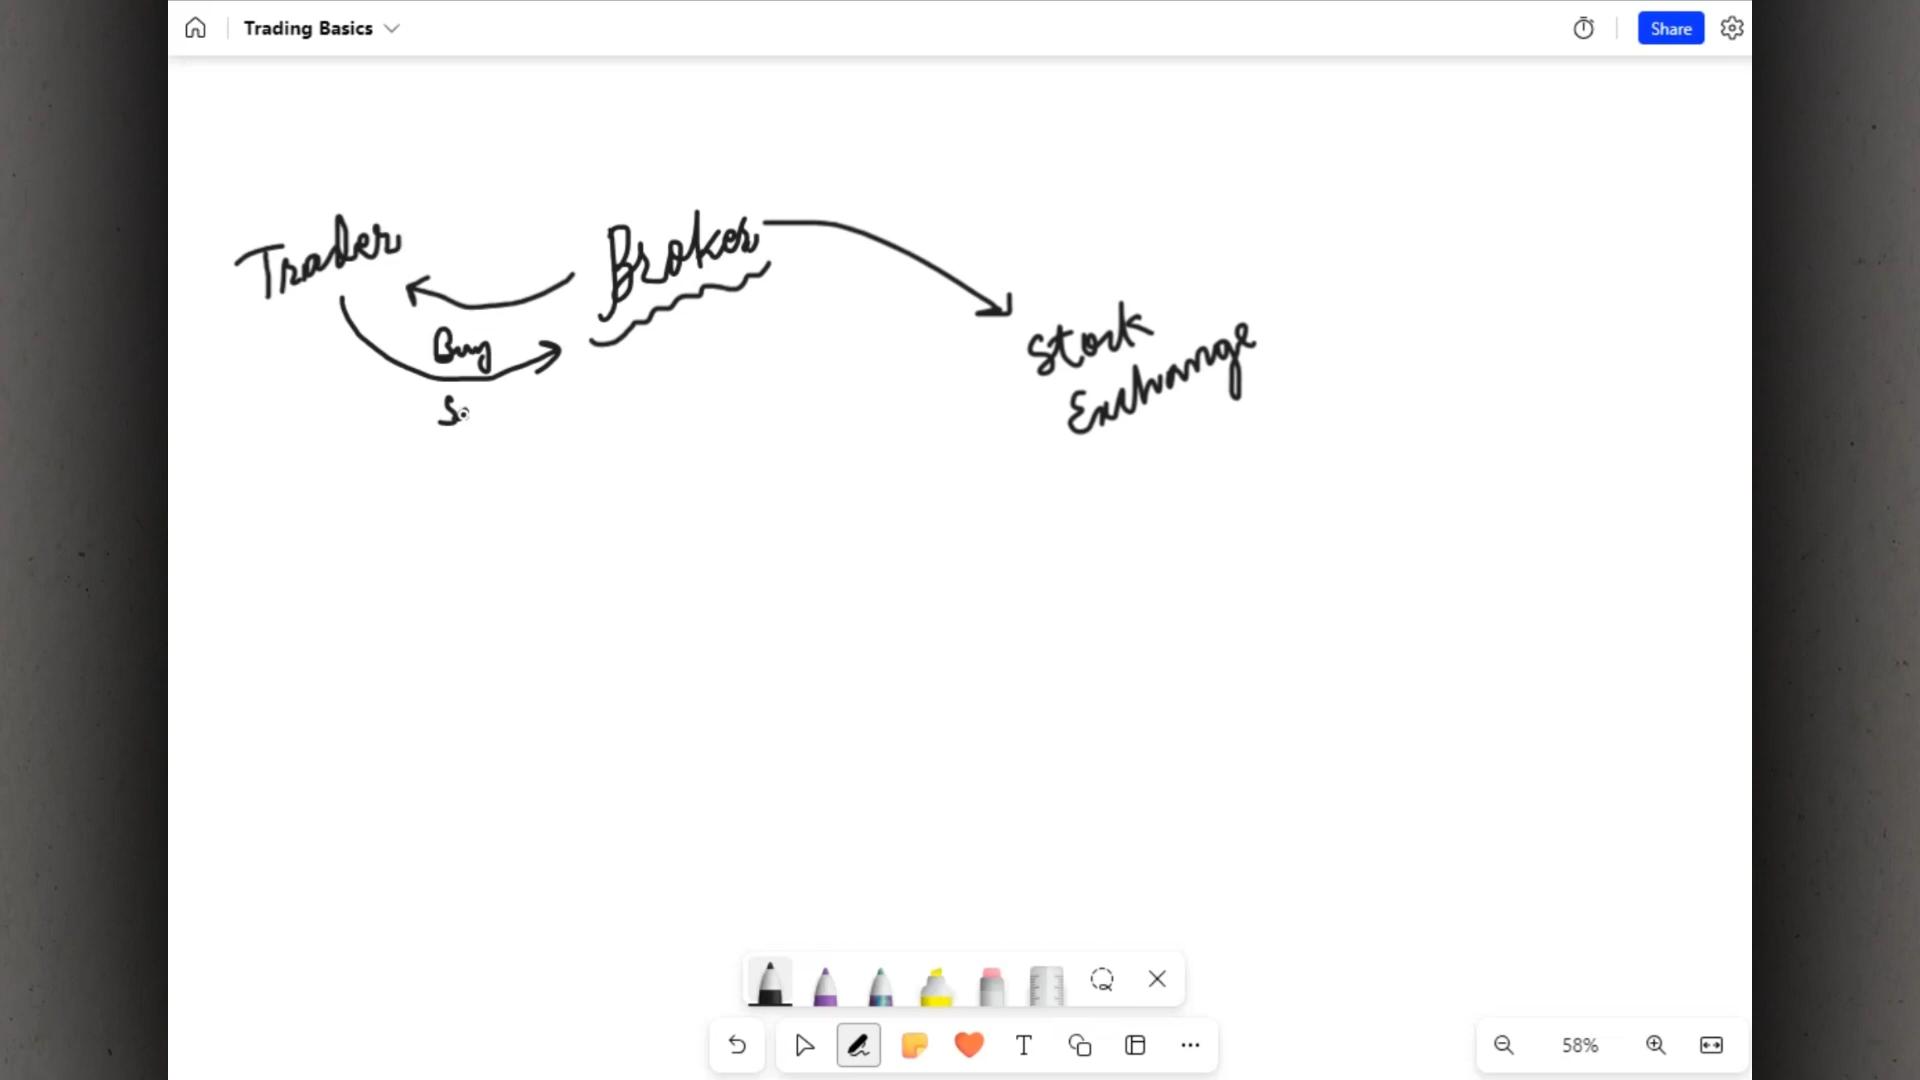 Trading Basics
Share
Trader
Broker
Buy
S
Stock
Exchange
58%